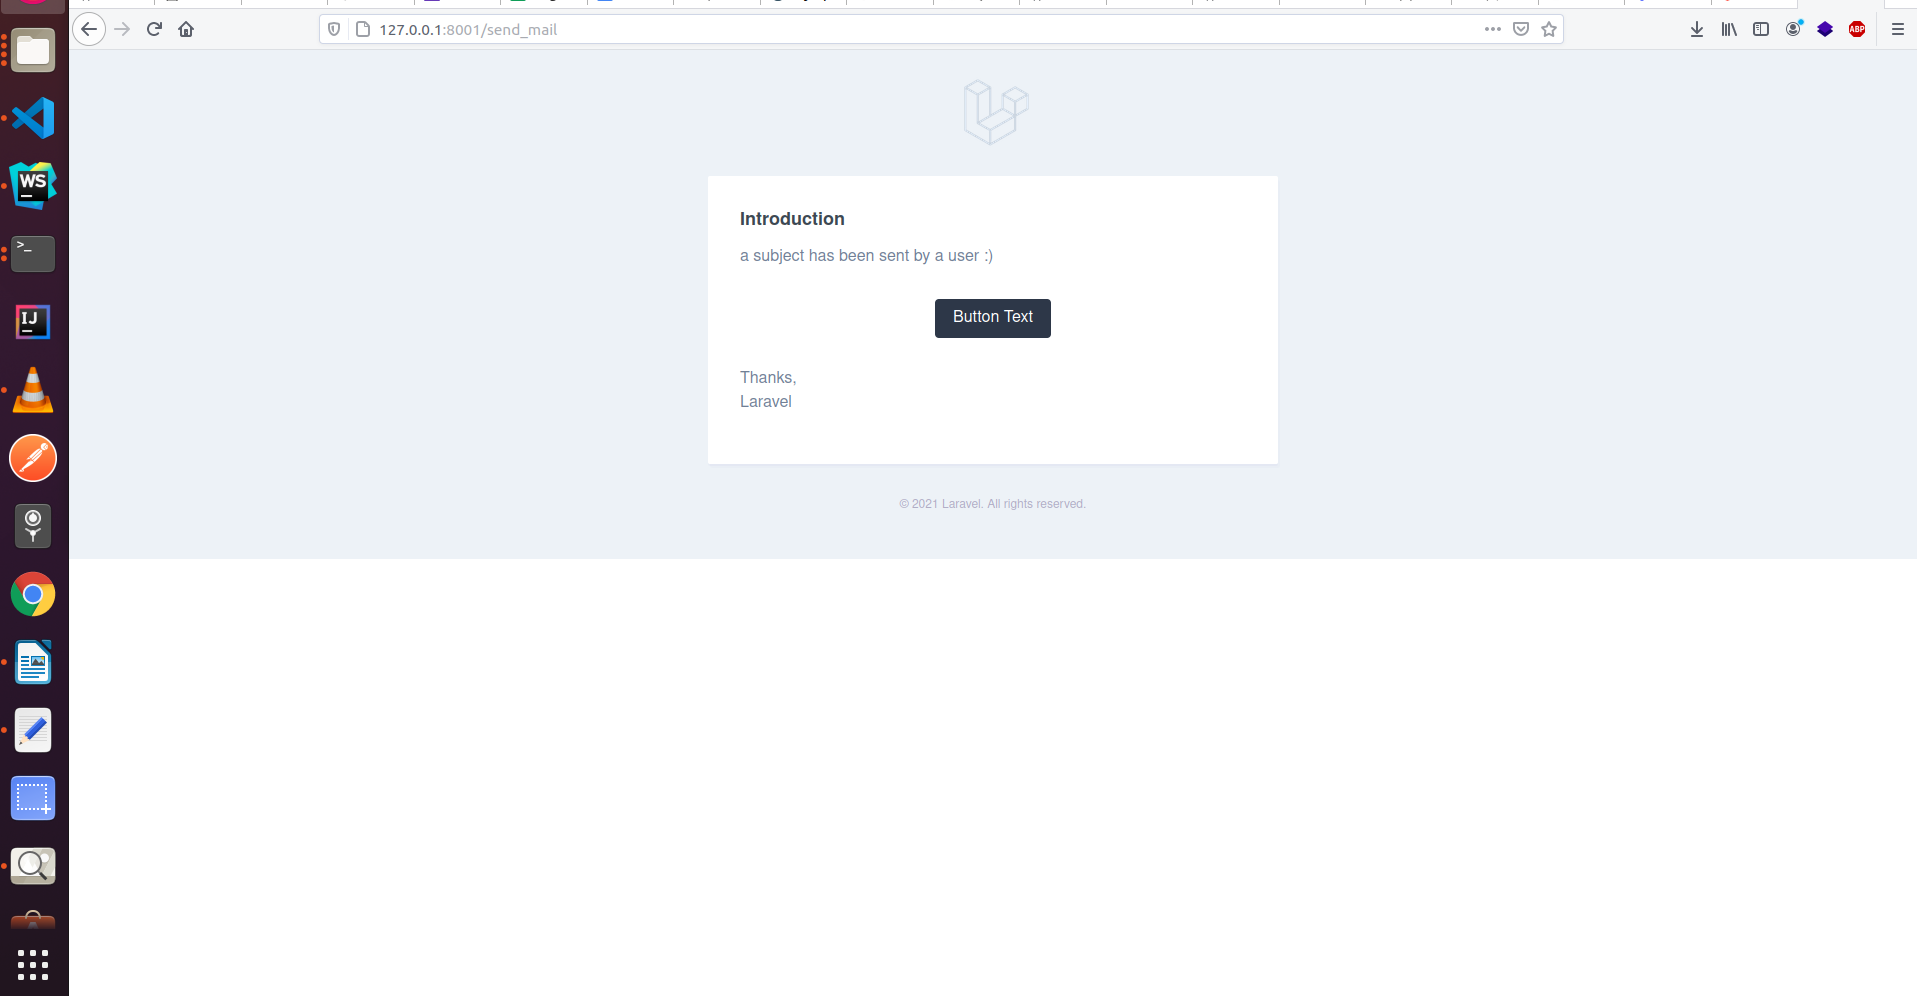 127.0.0.1:8001/send_mail
ABP
WS
>_
IJ
Introduction
a subject has been sent by a user :)
Button Text
Thanks,
Laravel
© 2021 Laravel. All rights reserved.